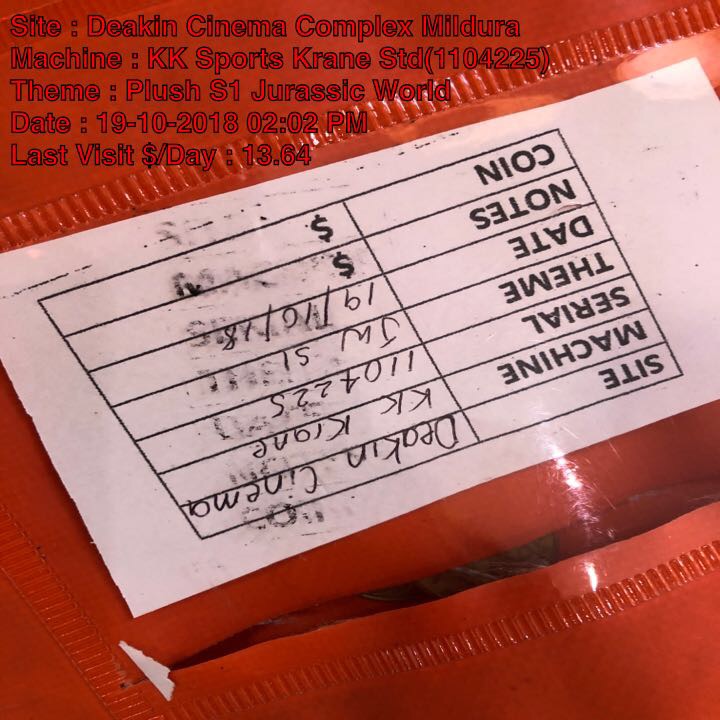 Site : Deakin Cinema Complex Mildura
Machine : KK Sports Krane Std(1104225)
Theme : Plush S1 Jurassic World
Date : 19-10-2018 02:02 PM
Last Visit $/Day : 13.64
SITE Deakin Cinema
MACHINE KK Krane
SERIAL 1104225
THEME JW S1
DATE 19/10/18
NOTES $
COIN $